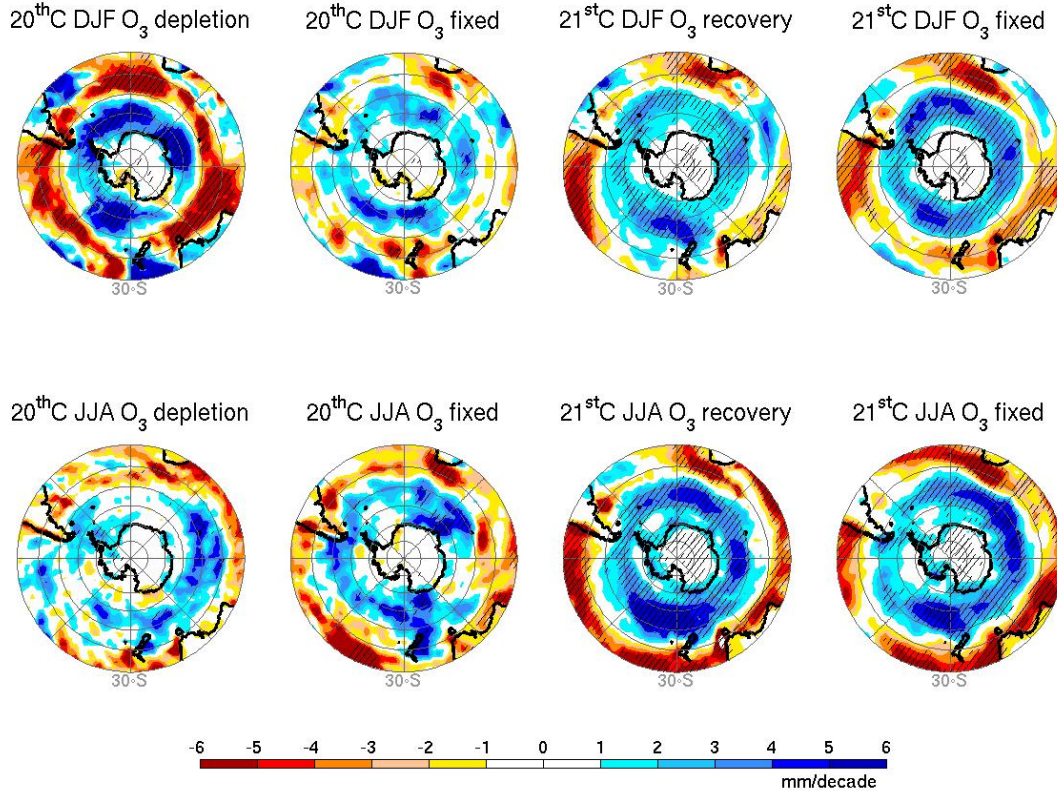 20thC DJF O3 depletion 20thC DJF O3 fixed 21stC DJF O3 recovery 21stC DJF O3 fixed
30°S 30°S 30°S 30°S
20thC JJA O3 depletion 20thC JJA O3 fixed 21stC JJA O3 recovery 21stC JJA O3 fixed
30°S 30°S 30°S 30°S
-6 -5 -4 -3 -2 -1 0 1 2 3 4 5 6
mm/decade